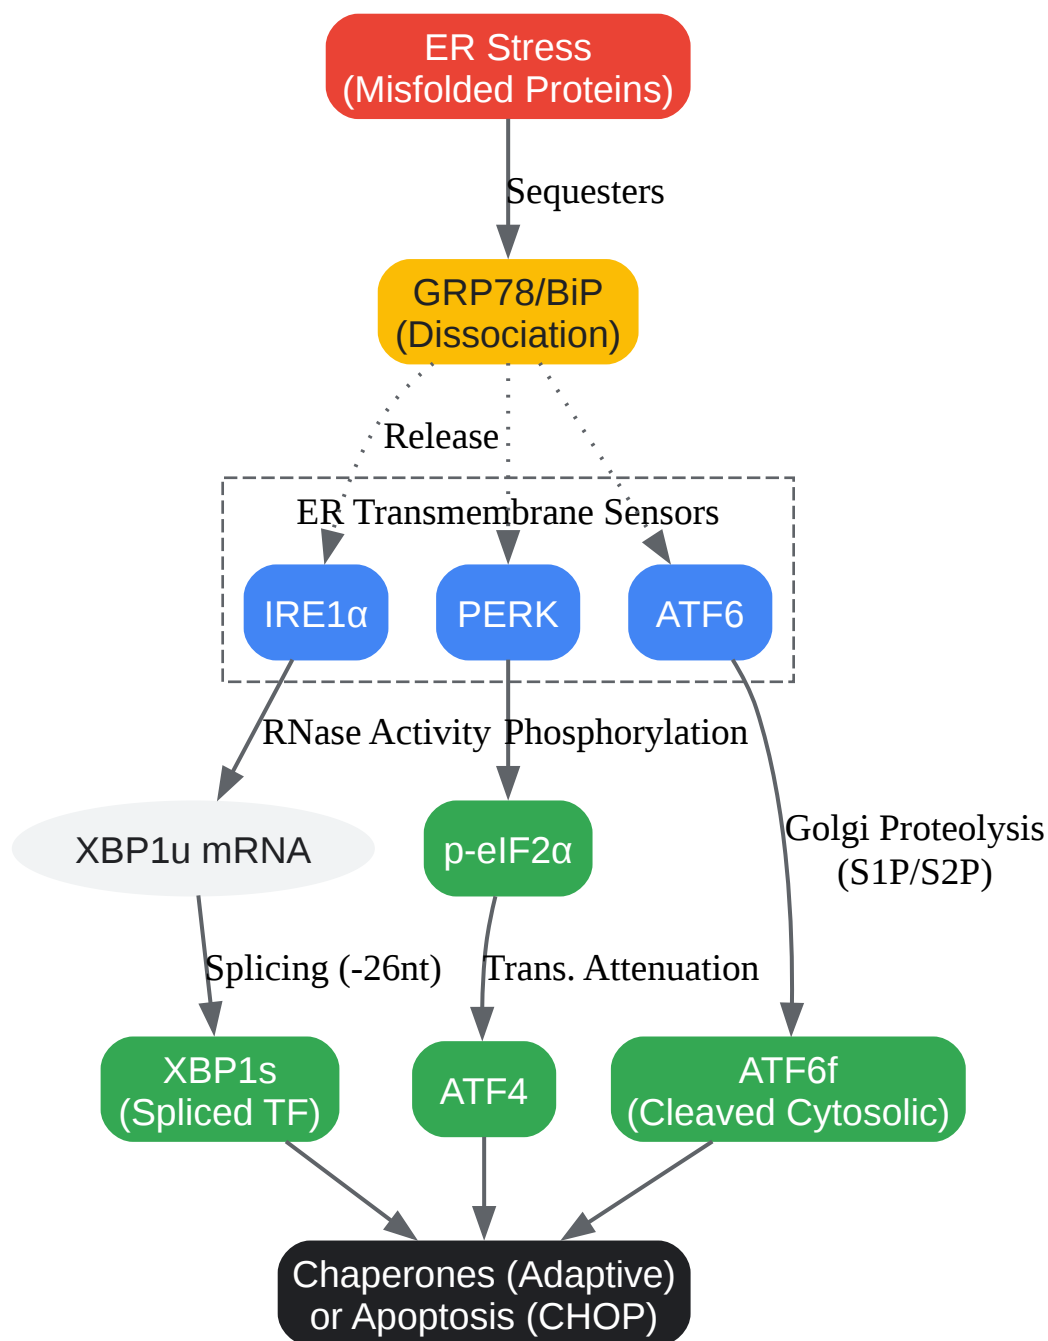 ER Stress
(Misfolded Proteins)
Sequesters
GRP78/BiP
(Dissociation)
Release
ER Transmembrane Sensors
IRE1α
PERK
ATF6
RNase Activity
Phosphorylation
Golgi Proteolysis
(S1P/S2P)
XBP1u mRNA
p-eIF2α
Splicing (-26nt)
Trans. Attenuation
XBP1s
(Spliced TF)
ATF4
ATF6f
(Cleaved Cytosolic)
Chaperones (Adaptive)
or Apoptosis (CHOP)